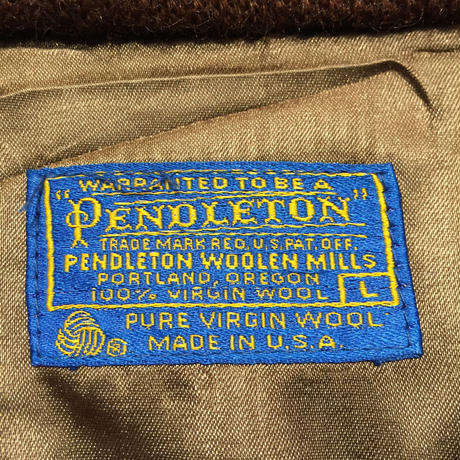 WARRANTED TO BE A
"PENDLETON"
TRADE MARK REG. U.S. PAT. OFF.
PENDLETON WOOLEN MILLS
PORTLAND, OREGON
100% VIRGIN WOOL L
PURE VIRGIN WOOL
® MADE IN U.S.A.